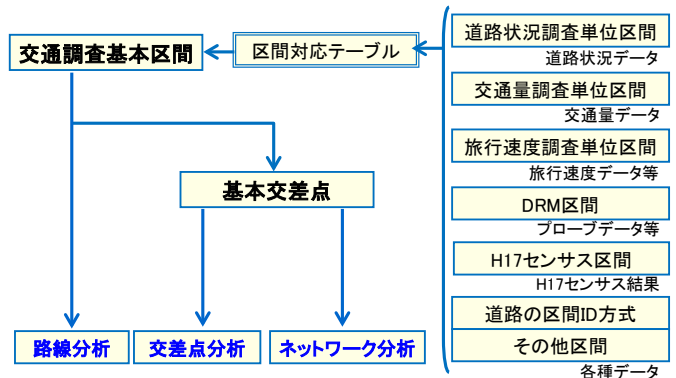 交通調査基本区間
区間対応テーブル
道路状況調査単位区間
道路状況データ
交通量調査単位区間
交通量データ
旅行速度調査単位区間
旅行速度データ等
DRM区間
プローブデータ等
H17センサス区間
H17センサス結果
道路の区間ID方式
その他区間
各種データ
基本交差点
路線分析
交差点分析
ネットワーク分析